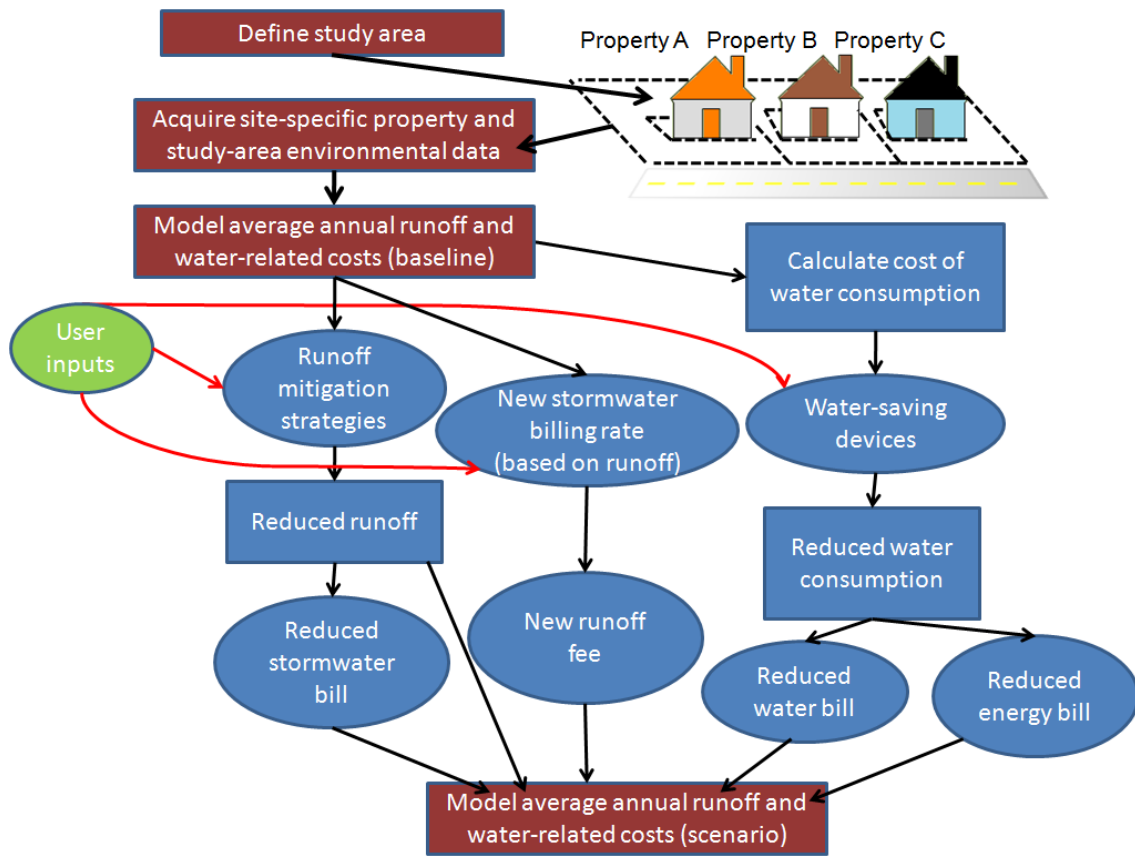 Define study area
Property A
Property B
Property C
Acquire site-specific property and
study-area environmental data
Model average annual runoff and
water-related costs (baseline)
Calculate cost of
water consumption
User
inputs
Runoff
mitigation
strategies
New stormwater
billing rate
(based on runoff)
Water-saving
devices
Reduced runoff
Reduced water
consumption
Reduced
stormwater
bill
New runoff
fee
Reduced
water bill
Reduced
energy bill
Model average annual runoff and
water-related costs (scenario)